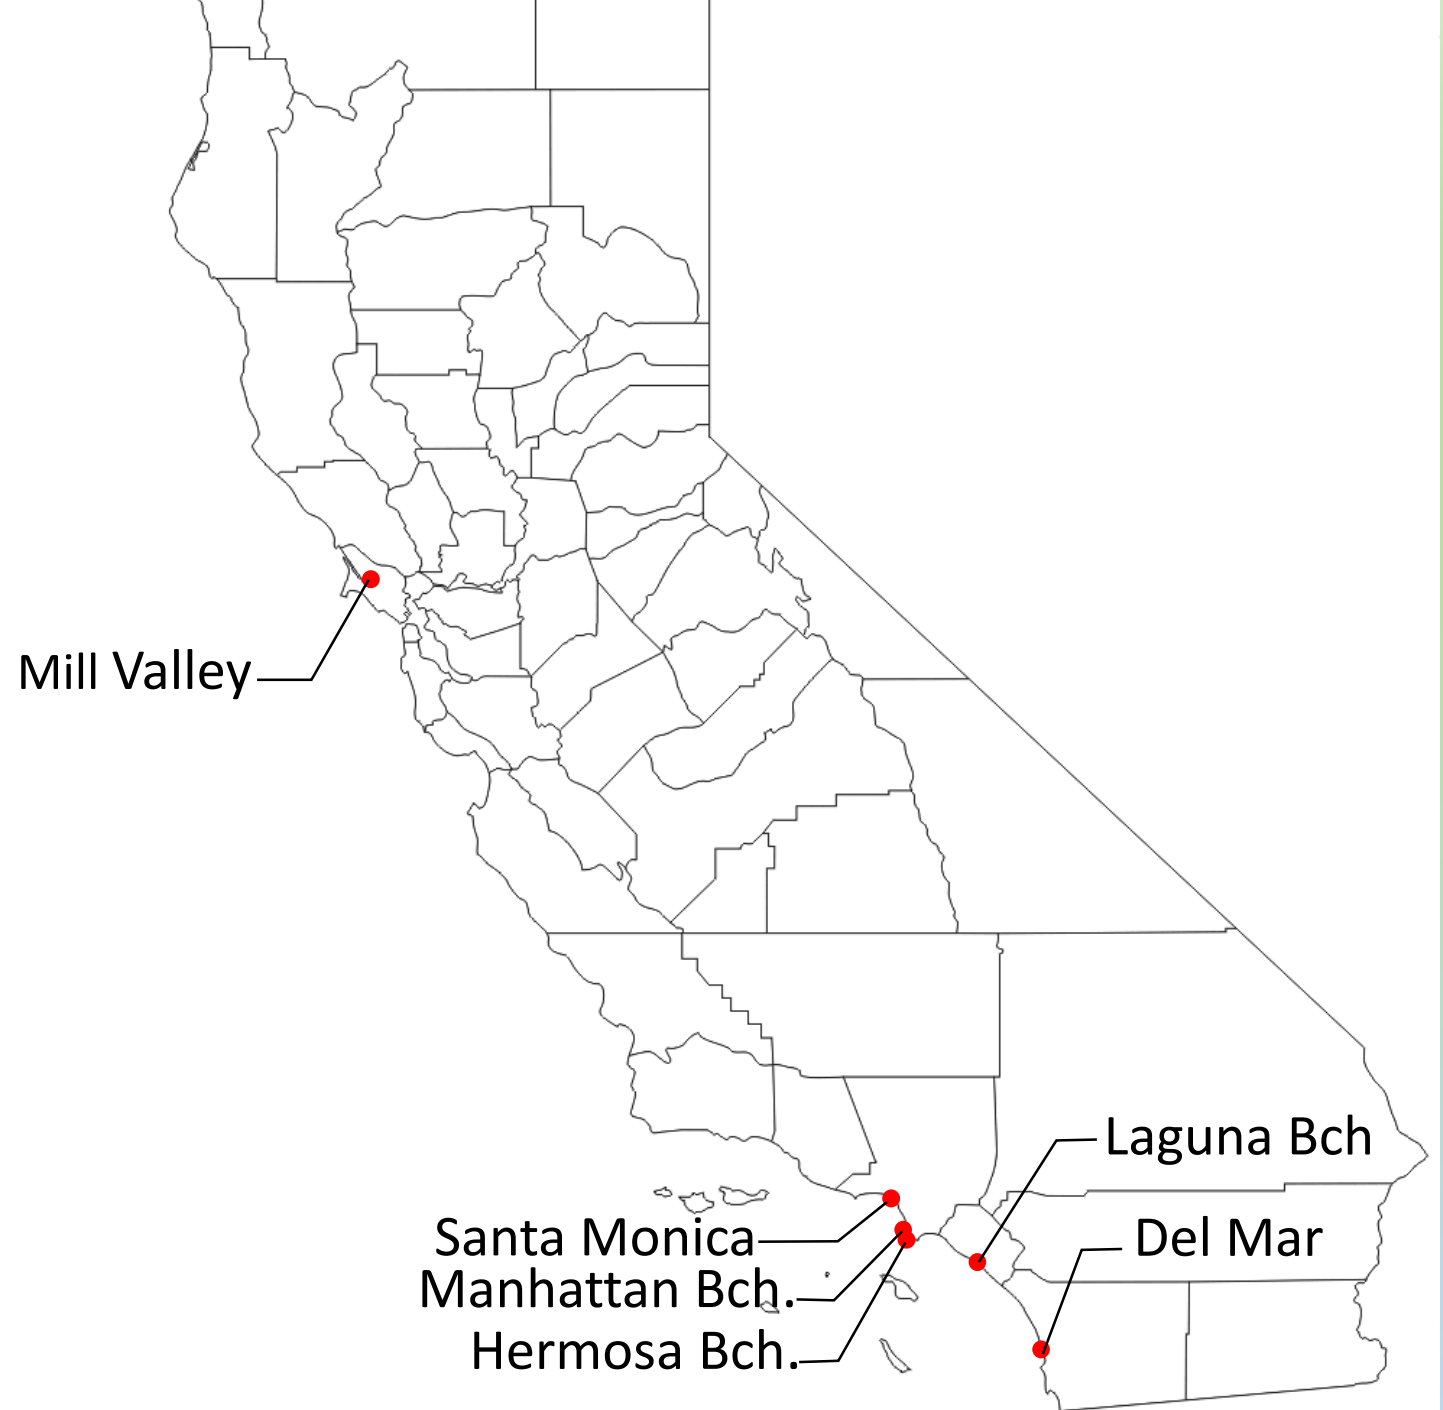 Mill Valley
Laguna Bch
Santa Monica
Del Mar
Manhattan Bch.
Hermosa Bch.